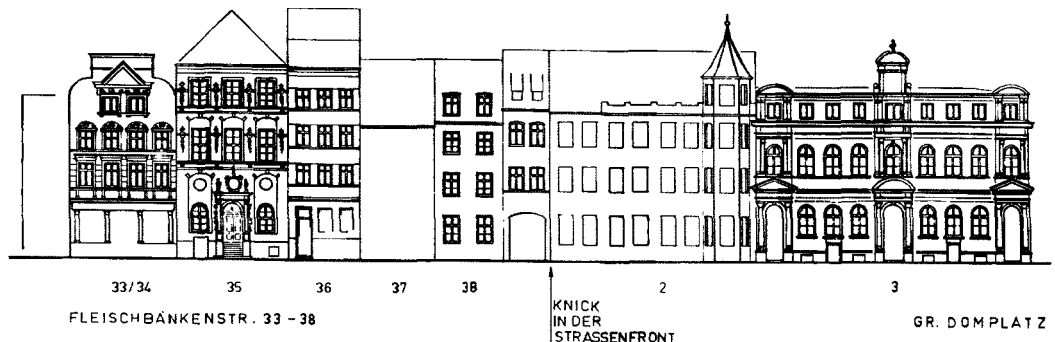 33/34 35 36 37 38 2 3
FLEISCHBÄNKENSTR. 33-38
KNICK
IN DER
STRASSENFRONT
GR. DOMPLATZ